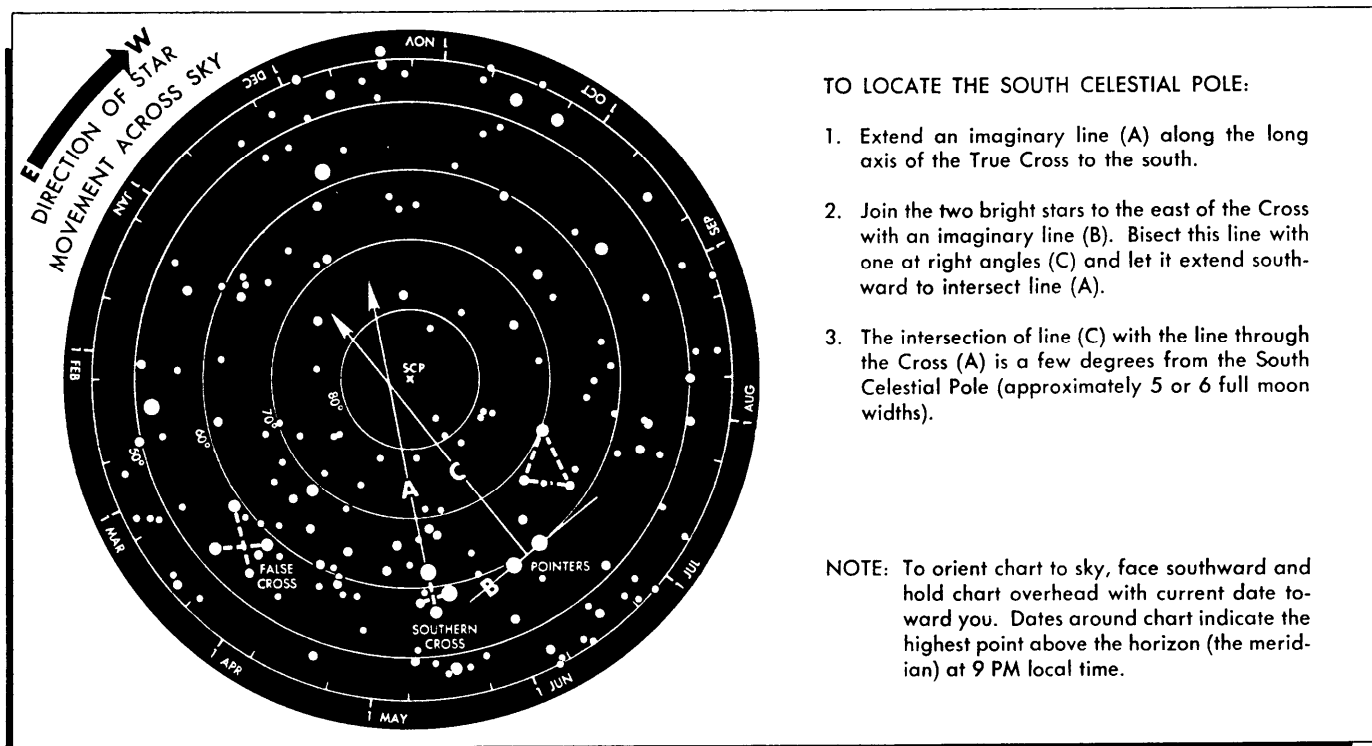 E
W
DIRECTION OF STAR
MOVEMENT ACROSS SKY
1 NOV
1 OCT
1 SEP
1 AUG
1 JUL
1 JUN
1 MAY
1 APR
1 MAR
1 FEB
1 JAN
1 DEC
SCP
80°
70°
60°
50°
A
C
B
POINTERS
FALSE
CROSS
SOUTHERN
CROSS
TO LOCATE THE SOUTH CELESTIAL POLE:
1. Extend an imaginary line (A) along the long
axis of the True Cross to the south.
2. Join the two bright stars to the east of the Cross
with an imaginary line (B). Bisect this line with
one at right angles (C) and let it extend south-
ward to intersect line (A).
3. The intersection of line (C) with the line through
the Cross (A) is a few degrees from the South
Celestial Pole (approximately 5 or 6 full moon
widths).
NOTE: To orient chart to sky, face southward and
hold chart overhead with current date to-
ward you. Dates around chart indicate the
highest point above the horizon (the merid-
ian) at 9 PM local time.